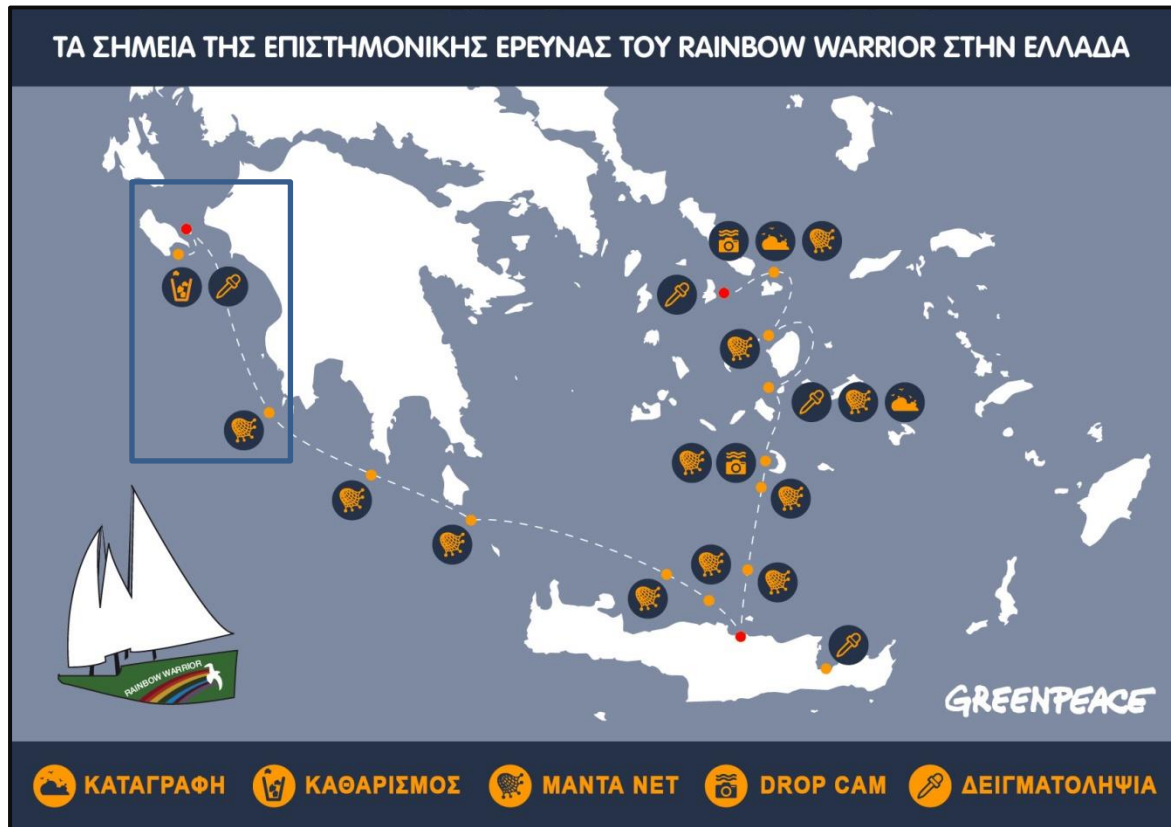 ΤΑ ΣΗΜΕΙΑ ΤΗΣ ΕΠΙΣΤΗΜΟΝΙΚΗΣ ΕΡΕΥΝΑΣ ΤΟΥ RAINBOW WARRIOR ΣΤΗΝ ΕΛΛΑΔΑ
RAINBOW WARRIOR
GREENPEACE
ΚΑΤΑΓΡΑΦΗ
ΚΑΘΑΡΙΣΜΟΣ
MANTA NET
DROP CAM
ΔΕΙΓΜΑΤΟΛΗΨΙΑ